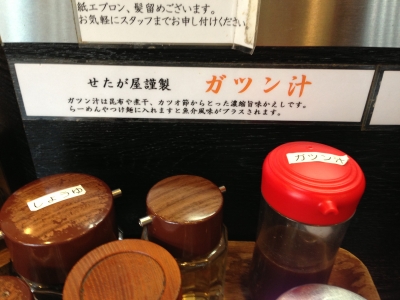 紙エプロン、髪留めございます。
お気軽にスタッフまでお申し付けください
せたが屋謹製 ガツン汁
ガツン汁は昆布や煮干、カツオ節からとった濃縮旨味かえしです。
らーめんやつけ麺に入れますと魚介風味がプラスされます。
しょうゆ
ガツン汁